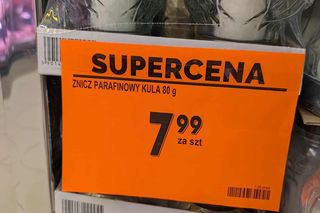 SUPERCENA
ZNICZ PARAFINOWY KULA 80 g
7 99
za szt